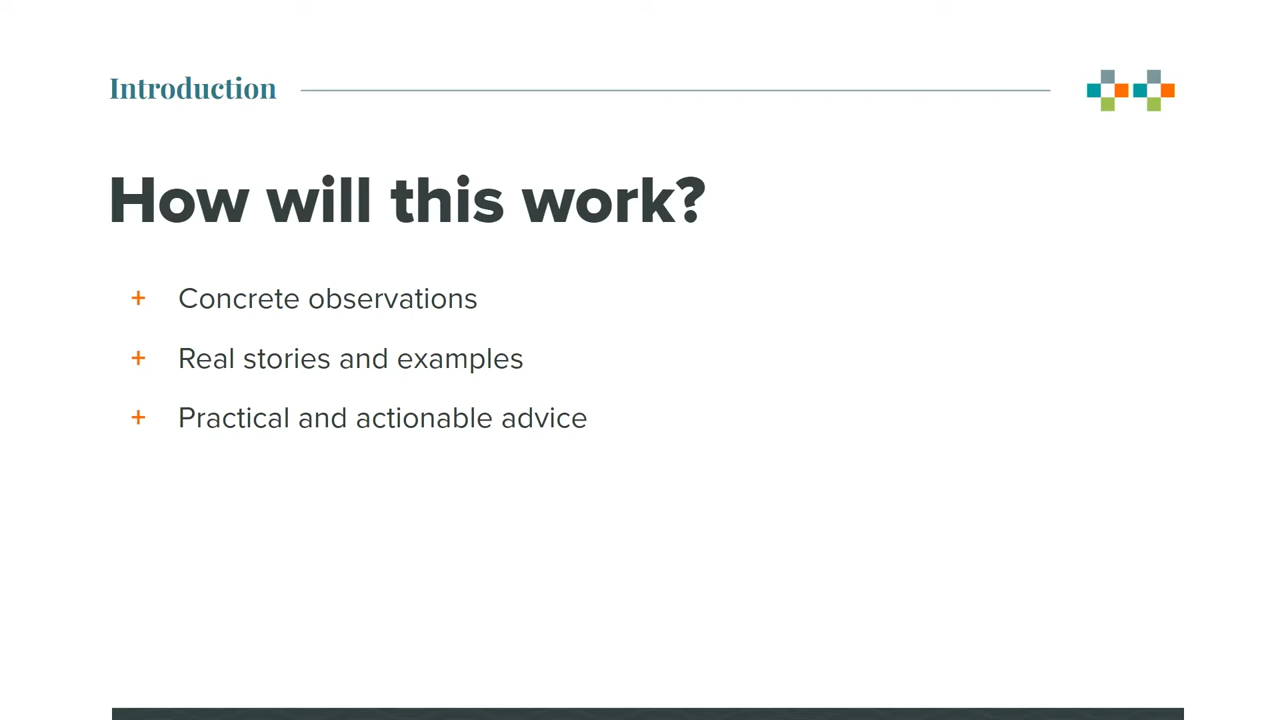 Introduction
How will this work?
+ Concrete observations
+ Real stories and examples
+ Practical and actionable advice